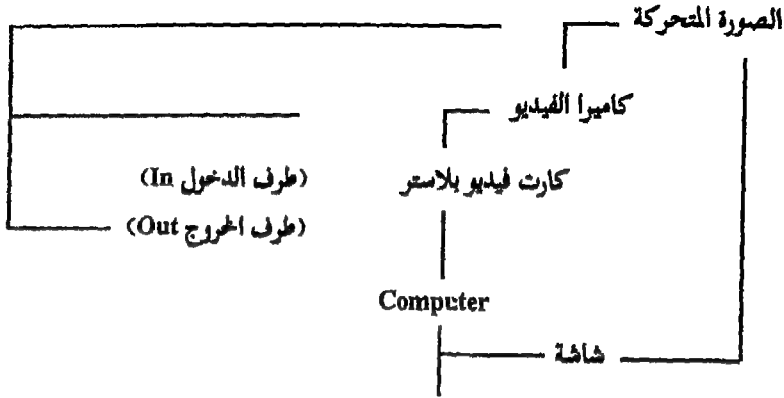 الصورة المتحركة
كاميرا الفيديو
كارت فيديو بلاستر
(طرف الدخول In)
(طرف الخروج Out)
Computer
شاشة